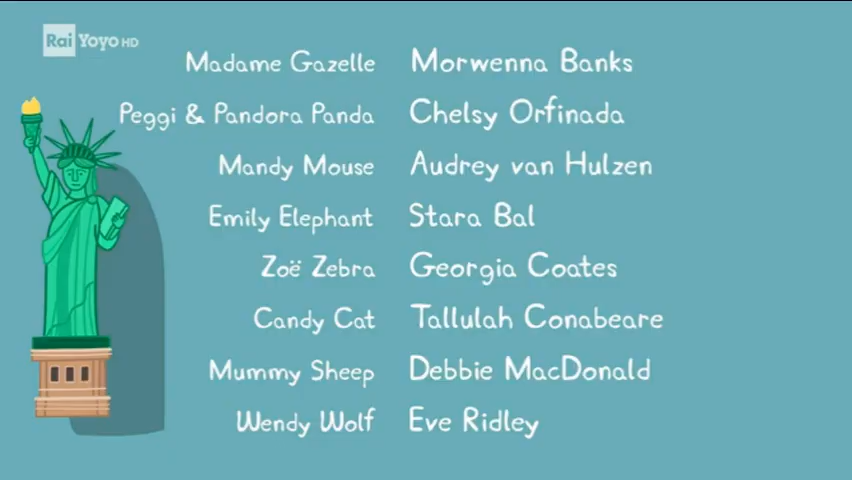 Rai Yoyo HD
Madame Gazelle Morwenna Banks
Peggi & Pandora Panda Chelsy Orfinada
Mandy Mouse Audrey van Hulzen
Emily Elephant Stara Bal
Zoë Zebra Georgia Coates
Candy Cat Tallulah Conabeare
Mummy Sheep Debbie MacDonald
Wendy Wolf Eve Ridley